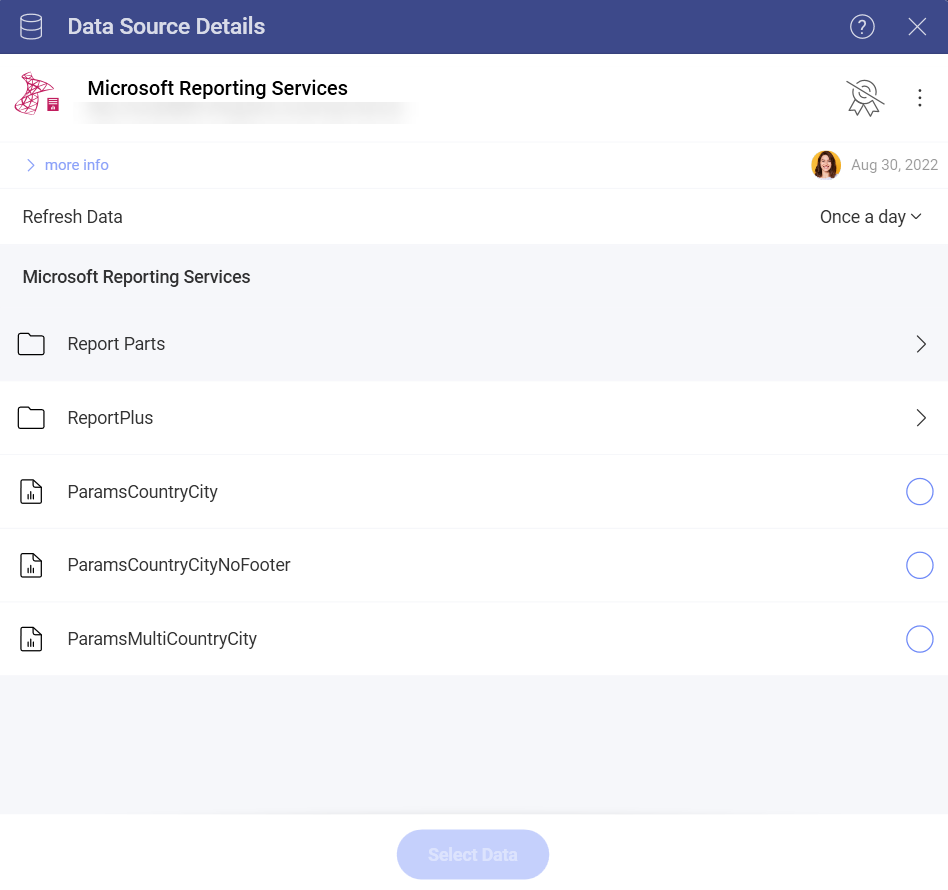 Data Source Details
Microsoft Reporting Services
more info
Aug 30, 2022
Refresh Data
Once a day
Microsoft Reporting Services
Report Parts
ReportPlus
ParamsCountryCity
ParamsCountryCityNoFooter
ParamsMultiCountryCity
Select Data